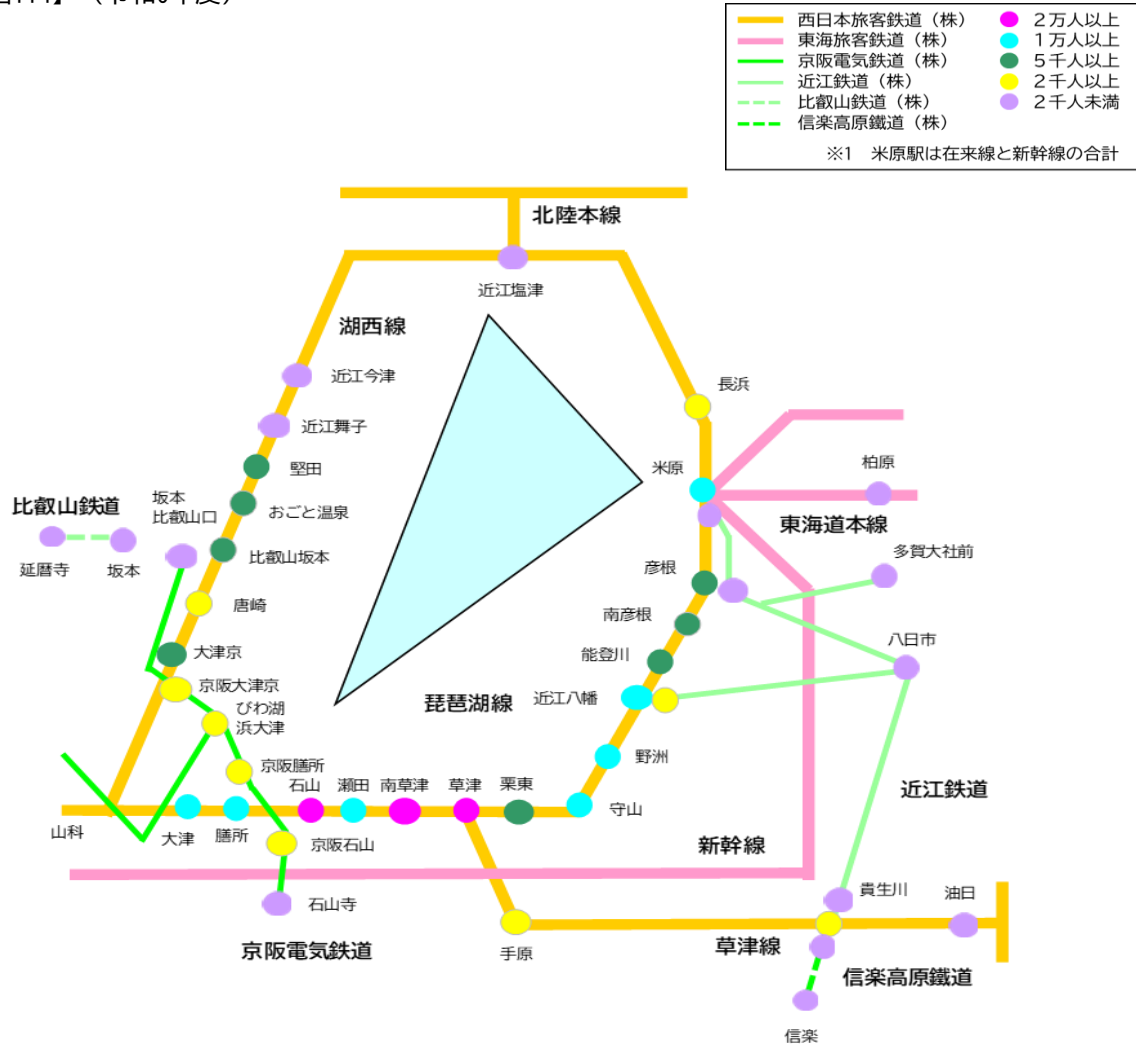 （令和6年度）
西日本旅客鉄道（株）
東海旅客鉄道（株）
京阪電気鉄道（株）
近江鉄道（株）
比叡山鉄道（株）
信楽高原鐵道（株）
２万人以上
１万人以上
５千人以上
２千人以上
２千人未満
※1　米原駅は在来線と新幹線の合計
北陸本線
近江塩津
湖西線
近江今津
長浜
近江舞子
米原
柏原
堅田
坂本
比叡山口
比叡山鉄道
おごと温泉
東海道本線
延暦寺
坂本
比叡山坂本
多賀大社前
彦根
唐崎
南彦根
八日市
大津京
能登川
京阪大津京
近江八幡
琵琶湖線
びわ湖
浜大津
野洲
京阪膳所
石山
瀬田
南草津
草津
栗東
近江鉄道
守山
山科
大津
膳所
京阪石山
新幹線
貴生川
油日
石山寺
京阪電気鉄道
手原
草津線
信楽高原鐵道
信楽